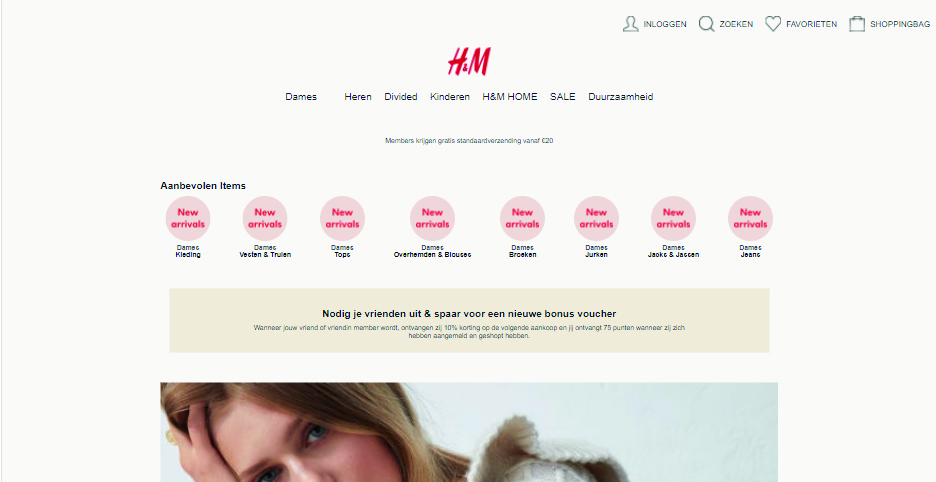 INLOGGEN ZOEKEN FAVORIETEN SHOPPINGBAG
H&M
Dames Heren Divided Kinderen H&M HOME SALE Duurzaamheid
Members krijgen gratis standaardverzending vanaf €20
Aanbevolen Items
New arrivals New arrivals New arrivals New arrivals New arrivals New arrivals New arrivals New arrivals
Dames Dames Dames Dames Dames Dames Dames Dames
Kleding Vesten & Truien Tops Overhemden & Blouses Broeken Jurken Jacks & Jassen Jeans
Nodig je vrienden uit & spaar voor een nieuwe bonus voucher
Wanneer jouw vriend of vriendin member wordt, ontvangen zij 10% korting op de volgende aankoop en jij ontvangt 75 punten wanneer zij zich
hebben aangemeld en geshopt hebben.